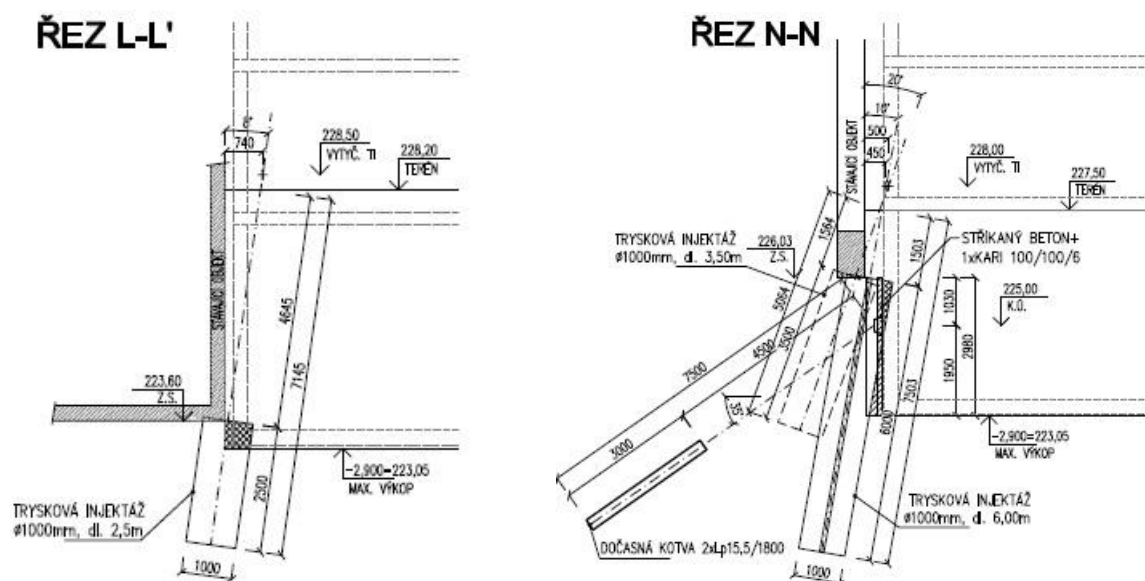 ŘEZ L-L'
8°
740
228,50
VYTYČ. TI
228,20
TERÉN
STÁVAJÍCÍ OBJEKT
4645
7145
223,60
Z.S.
2500
-2,900=223,05
MAX. VÝKOP
TRYSKOVÁ INJEKTÁŽ
ø1000mm, dl. 2,5m
1000
ŘEZ N-N
20°
10°
500
450
STÁVAJÍCÍ OBJEKT
228,00
VYTYČ. TI
227,50
TERÉN
TRYSKOVÁ INJEKTÁŽ
ø1000mm, dl. 3,50m
226,03
Z.S.
1564
5064
3500
1503
STŘÍKANÝ BETON+
1xKARI 100/100/6
225,00
K.Ú.
1030
1950
2980
7500
4500
3000
35°
6000
7503
-2,900=223,05
MAX. VÝKOP
TRYSKOVÁ INJEKTÁŽ
ø1000mm, dl. 6,00m
DOČASNÁ KOTVA 2xLp15,5/1800
1000